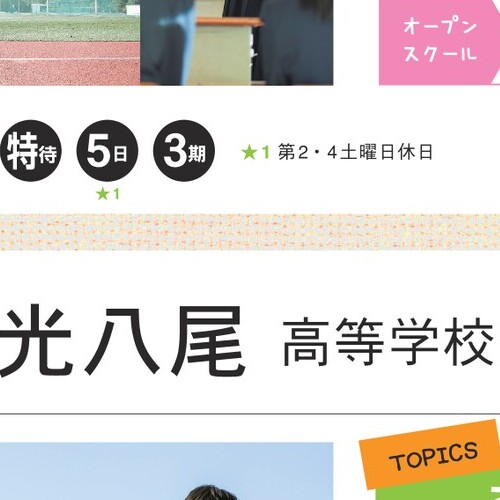 オープン
スクール
特待 5日 3期 ★1 第2・4土曜日休日
★1
光八尾 高等学校
TOPICS